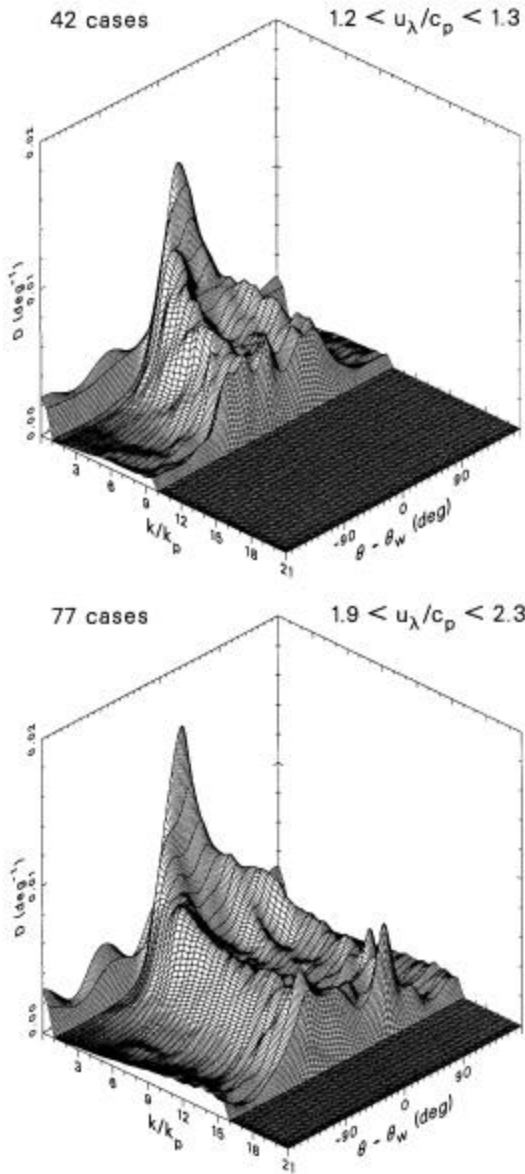 42 cases 1.2 < u_λ/c_p < 1.3
0.02
0.01
0.00
D (deg⁻¹)
3 6 9 12 15 18 21
k/k_p
-90 0 90
θ - θ_w (deg)
77 cases 1.9 < u_λ/c_p < 2.3
0.02
0.01
0.00
D (deg⁻¹)
3 6 9 12 15 18 21
k/k_p
-90 0 90
θ - θ_w (deg)